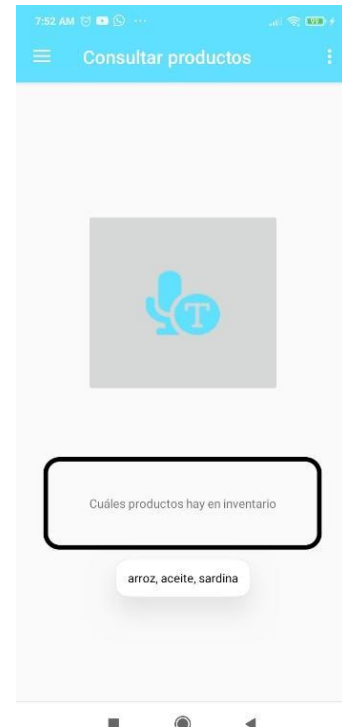 7:52 AM
Consultar productos
T
Cuáles productos hay en inventario
arroz, aceite, sardina